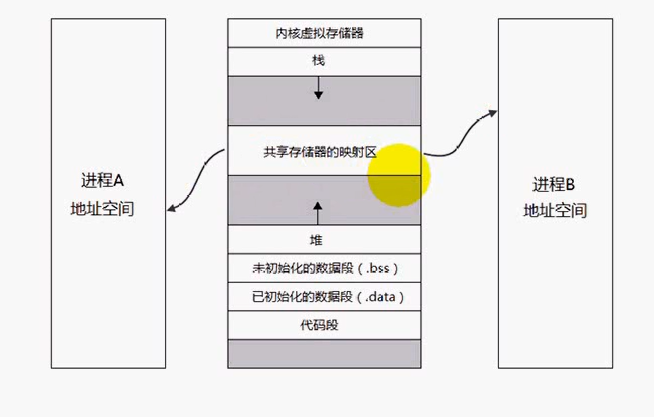 内核虚拟存储器
栈
共享存储器的映射区
进程A
地址空间
进程B
地址空间
堆
未初始化的数据段（.bss）
已初始化的数据段（.data）
代码段